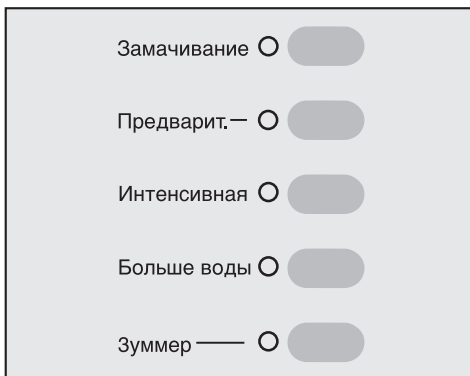 Замачивание
Предварит.
Интенсивная
Больше воды
Зуммер